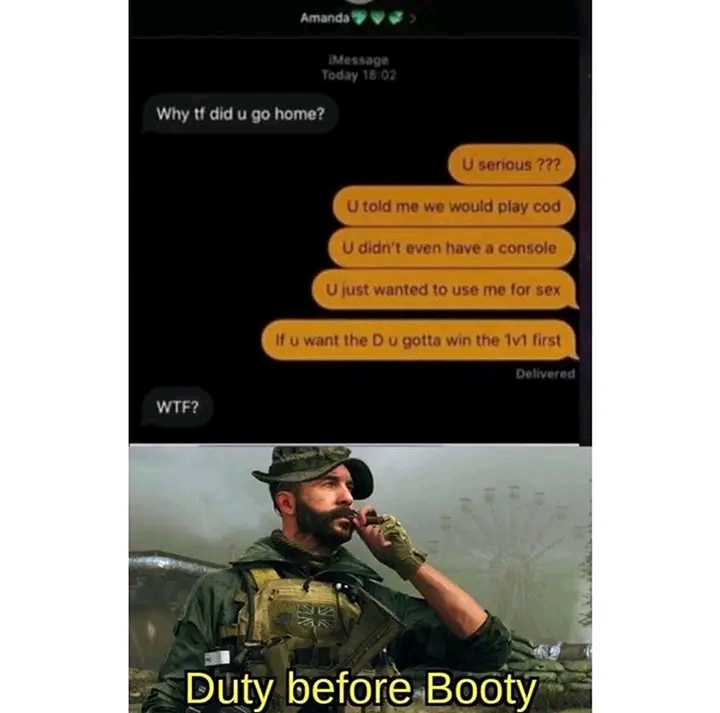 Amanda💚💚💚 >
iMessage
Today 18:02
Why tf did u go home?
U serious ???
U told me we would play cod
U didn't even have a console
U just wanted to use me for sex
If u want the D u gotta win the 1v1 first
Delivered
WTF?
Duty before Booty